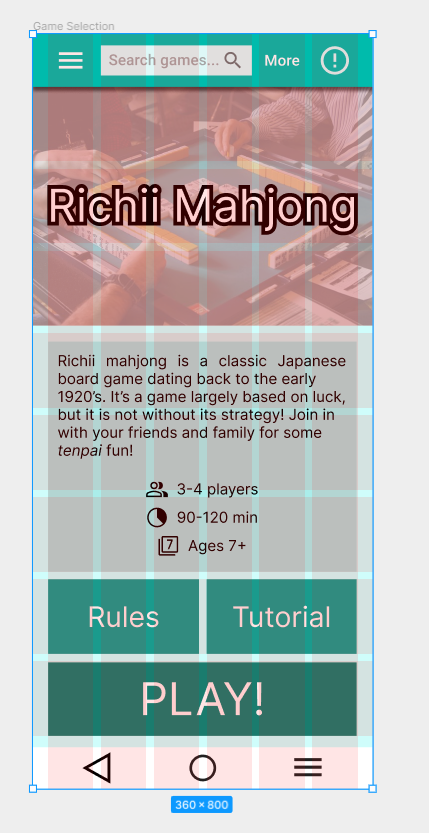 Game Selection
Search games...
More
Richii Mahjong
Richii mahjong is a classic Japanese
board game dating back to the early
1920's. It's a game largely based on luck,
but it is not without its strategy! Join in
with your friends and family for some
tenpai fun!
3-4 players
90-120 min
7 Ages 7+
Rules
Tutorial
PLAY!
360 × 800